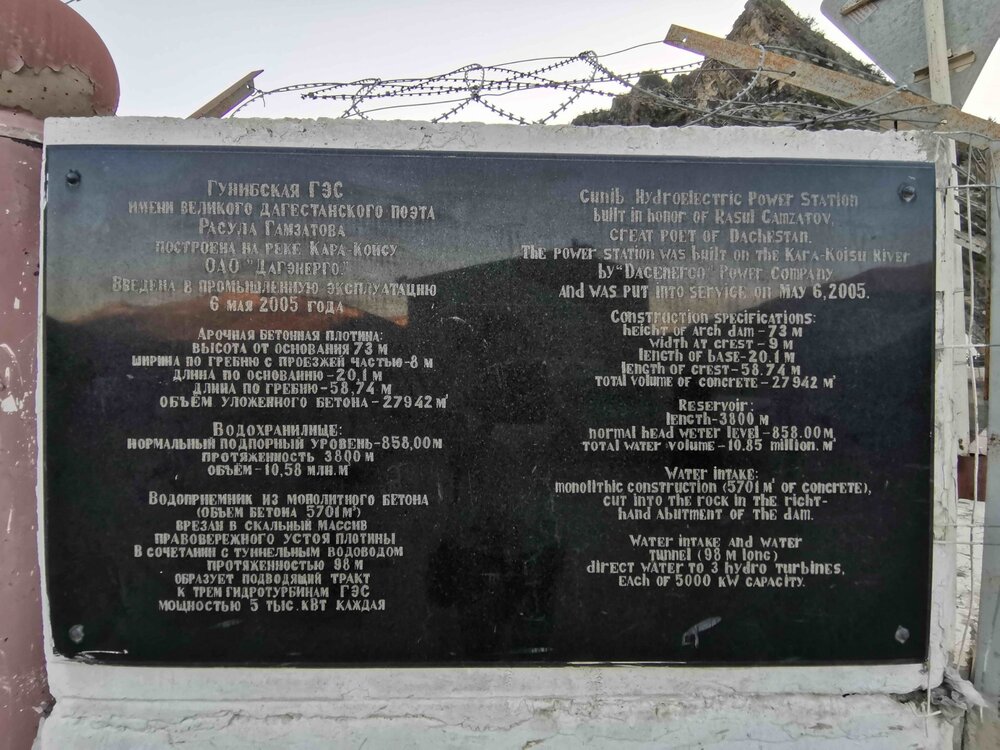 Гунибская ГЭС
имени великого дагестанского поэта
Расула Гамзатова
построена на реке Кара-Койсу
ОАО "Дагэнерго"
Введена в промышленную эксплуатацию
6 мая 2005 года
Арочная бетонная плотина:
высота от основания 73 м
ширина по гребню с проезжей частью-8 м
длина по основанию-20,1 м
длина по гребню-58,74 м
объём уложенного бетона-27942 м³
Водохранилище:
нормальный подпорный уровень-858,00м
протяженность 3800 м
объём-10,58 млн.м³
Водоприемник из монолитного бетона
(объем бетона 5701м³)
врезан в скальный массив
правобережного устоя плотины
В сочетании с туннельным водоводом
протяженностью 98 м
образует подводящий тракт
к трем гидротурбинам ГЭС
мощностью 5 тыс.кВт каждая
Gunib Hydroelectric Power Station
built in honor of Rasul Gamzatov,
great poet of Daghestan.
The power station was built on the Kara-Koisu River
by "Dagenergo" Power Company
and was put into service on May 6,2005.
Construction specifications:
height of arch dam-73 м
width at crest-9 м
length of base-20.1 м
length of crest-58.74 м
total volume of concrete-27942 м³
Reservoir:
length-3800 м
normal head weter level-858.00м
total water volume-10.85 million. м³
Water intake:
monolithic construction (5701м³ of concrete),
cut into the rock in the right-
hand abutment of the dam.
Water intake and water
tunnel (98 м long)
direct water to 3 hydro turbines,
each of 5000 kW capacity.